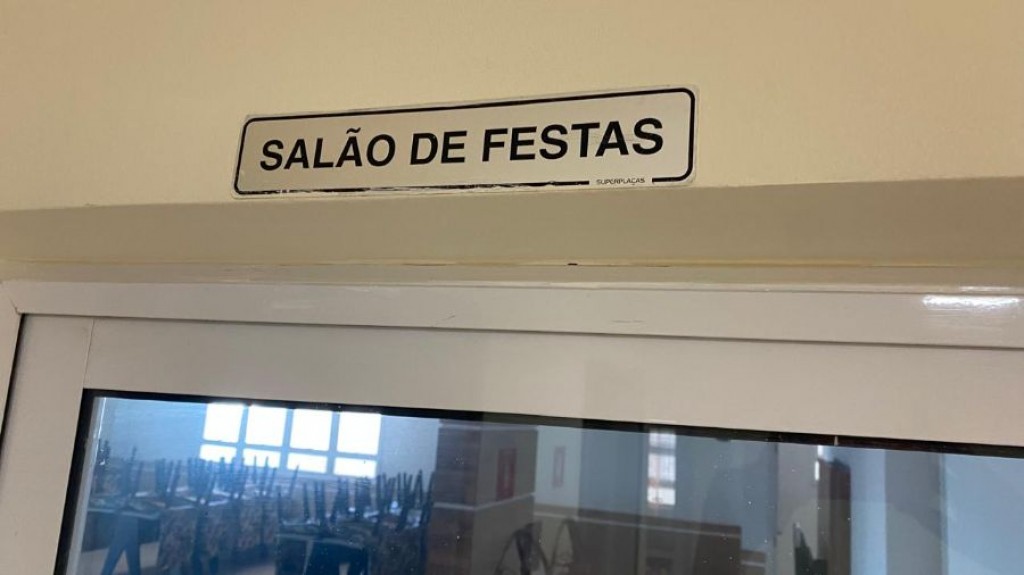 SALÃO DE FESTAS
SUPERPLACAS